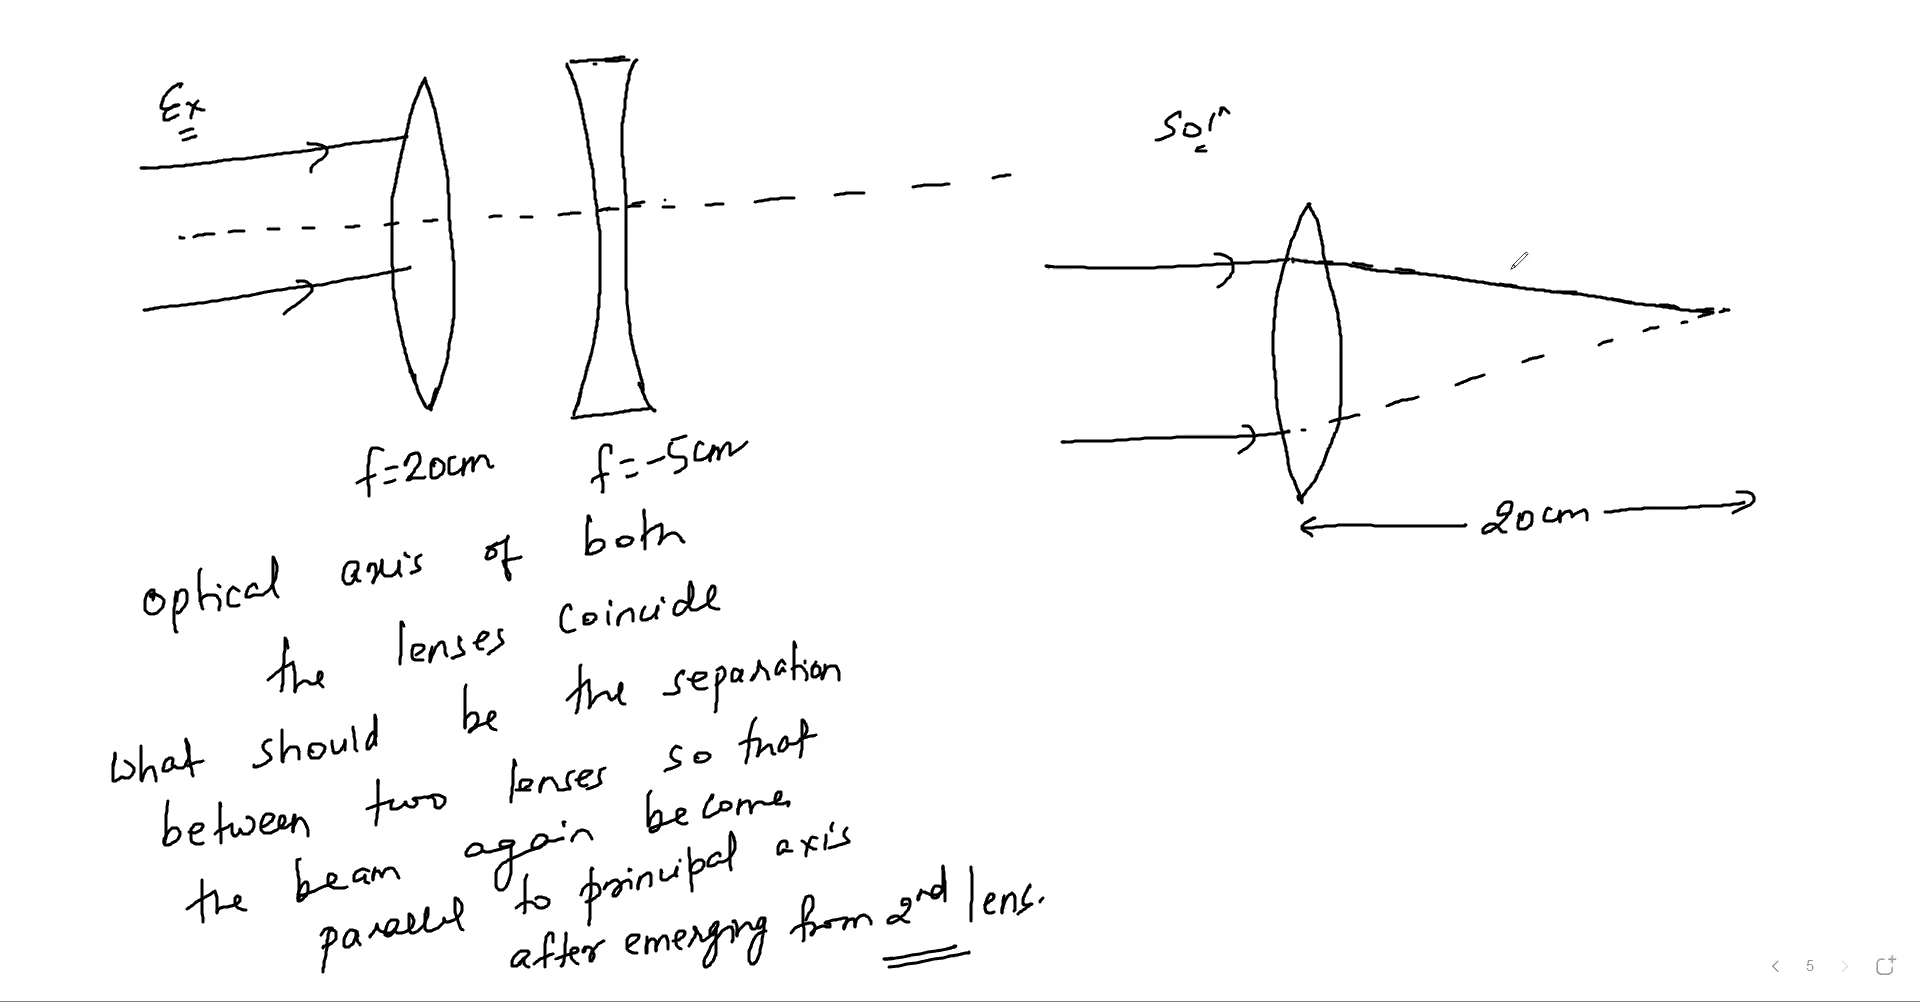 Ex
f=20cm
f=-5cm
optical axis of both
the lenses coincide
what should be the separation
between two lenses so that
the beam again become
parallel to principal axis
after emerging from 2nd lens.
Solⁿ
20cm
5